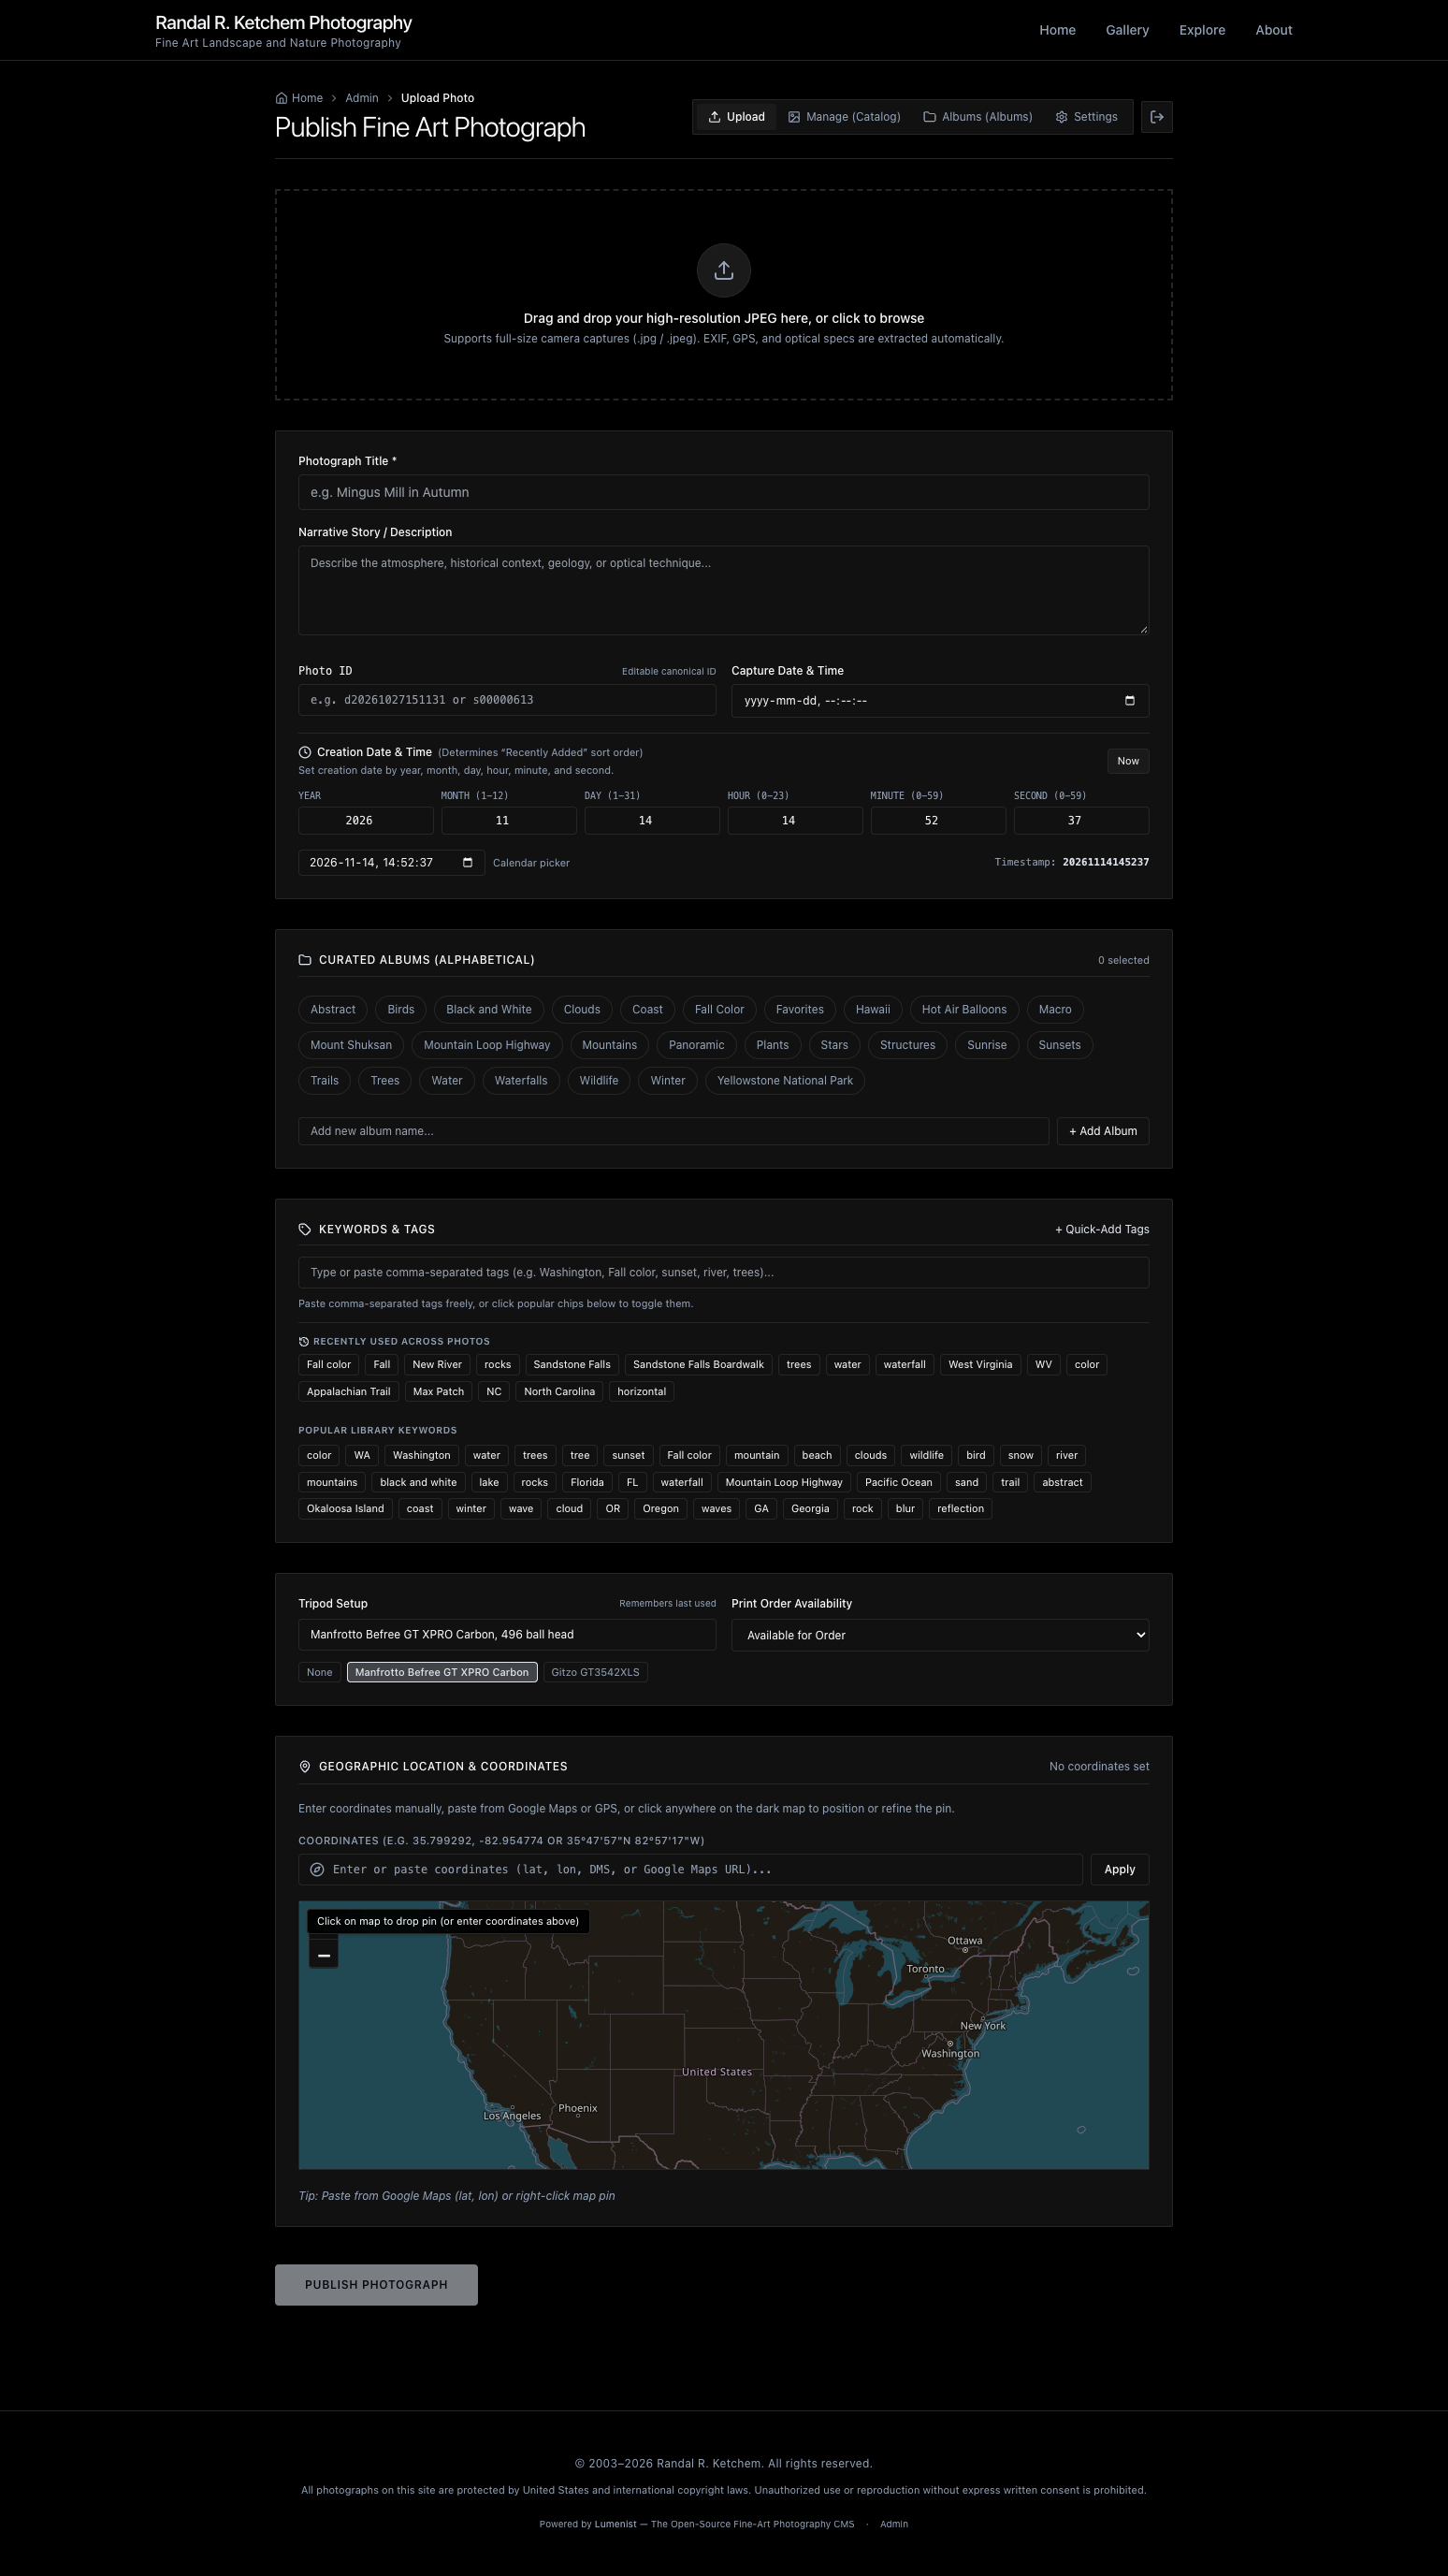 Randal R. Ketchem Photography
Fine Art Landscape and Nature Photography
Home Gallery Explore About
Home > Admin > Upload Photo
Publish Fine Art Photograph
Upload Manage (Catalog) Albums (Albums) Settings
Drag and drop your high-resolution JPEG here, or click to browse
Supports full-size camera captures (.jpg / .jpeg). EXIF, GPS, and optical specs are extracted automatically.
Photograph Title *
e.g. Mingus Mill in Autumn
Narrative Story / Description
Describe the atmosphere, historical context, geology, or optical technique...
Photo ID Editable canonical ID Capture Date & Time
e.g. d20261027151131 or s00000613 yyyy-mm-dd, --:--:--
Creation Date & Time (Determines "Recently Added" sort order)
Set creation date by year, month, day, hour, minute, and second.
Now
YEAR MONTH (1-12) DAY (1-31) HOUR (0-23) MINUTE (0-59) SECOND (0-59)
2026 11 14 14 52 37
2026-11-14, 14:52:37 Calendar picker Timestamp: 20261114145237
CURATED ALBUMS (ALPHABETICAL) 0 selected
Abstract Birds Black and White Clouds Coast Fall Color Favorites Hawaii Hot Air Balloons Macro
Mount Shuksan Mountain Loop Highway Mountains Panoramic Plants Stars Structures Sunrise Sunsets
Trails Trees Water Waterfalls Wildlife Winter Yellowstone National Park
Add new album name... + Add Album
KEYWORDS & TAGS + Quick-Add Tags
Type or paste comma-separated tags (e.g. Washington, Fall color, sunset, river, trees)...
Paste comma-separated tags freely, or click popular chips below to toggle them.
RECENTLY USED ACROSS PHOTOS
Fall color Fall New River rocks Sandstone Falls Sandstone Falls Boardwalk trees water waterfall West Virginia WV color
Appalachian Trail Max Patch NC North Carolina horizontal
POPULAR LIBRARY KEYWORDS
color WA Washington water trees tree sunset Fall color mountain beach clouds wildlife bird snow river
mountains black and white lake rocks Florida FL waterfall Mountain Loop Highway Pacific Ocean sand trail abstract
Okaloosa Island coast winter wave cloud OR Oregon waves GA Georgia rock blur reflection
Tripod Setup Remembers last used Print Order Availability
Manfrotto Befree GT XPRO Carbon, 496 ball head Available for Order
None Manfrotto Befree GT XPRO Carbon Gitzo GT3542XLS
GEOGRAPHIC LOCATION & COORDINATES No coordinates set
Enter coordinates manually, paste from Google Maps or GPS, or click anywhere on the dark map to position or refine the pin.
COORDINATES (E.G. 35.799292, -82.954774 OR 35°47'57"N 82°57'17"W)
Enter or paste coordinates (lat, lon, DMS, or Google Maps URL)... Apply
Click on map to drop pin (or enter coordinates above)
Ottawa
Toronto
New York
Washington
United States
Phoenix
Los Angeles
Tip: Paste from Google Maps (lat, lon) or right-click map pin
PUBLISH PHOTOGRAPH
© 2003–2026 Randal R. Ketchem. All rights reserved.
All photographs on this site are protected by United States and international copyright laws. Unauthorized use or reproduction without express written consent is prohibited.
Powered by Lumenist — The Open-Source Fine-Art Photography CMS · Admin